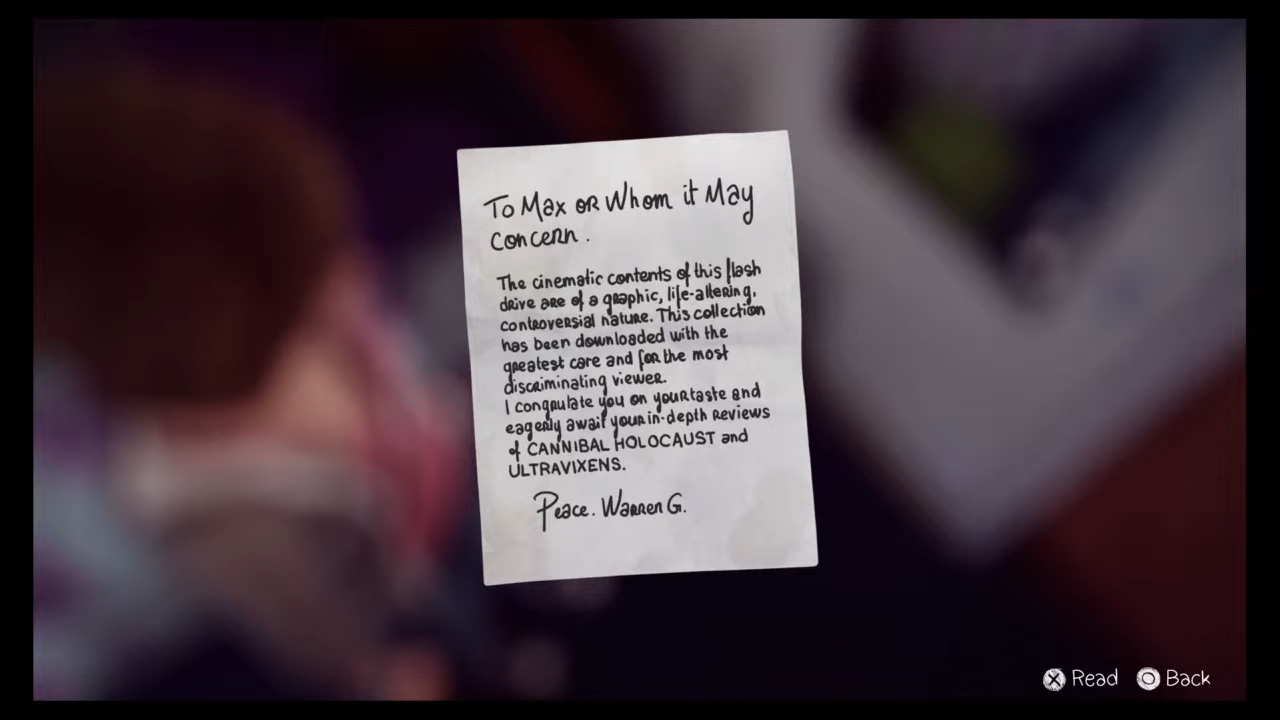 To Max or Whom it May
Concern.
The cinematic contents of this flash
drive are of a graphic, life-altering,
controversial nature. This collection
has been downloaded with the
greatest care and for the most
discriminating viewer.
I congrulate you on your taste and
eagerly await your in-depth reviews
of CANNIBAL HOLOCAUST and
ULTRAVIXENS.
Peace. Warren G.
Read Back